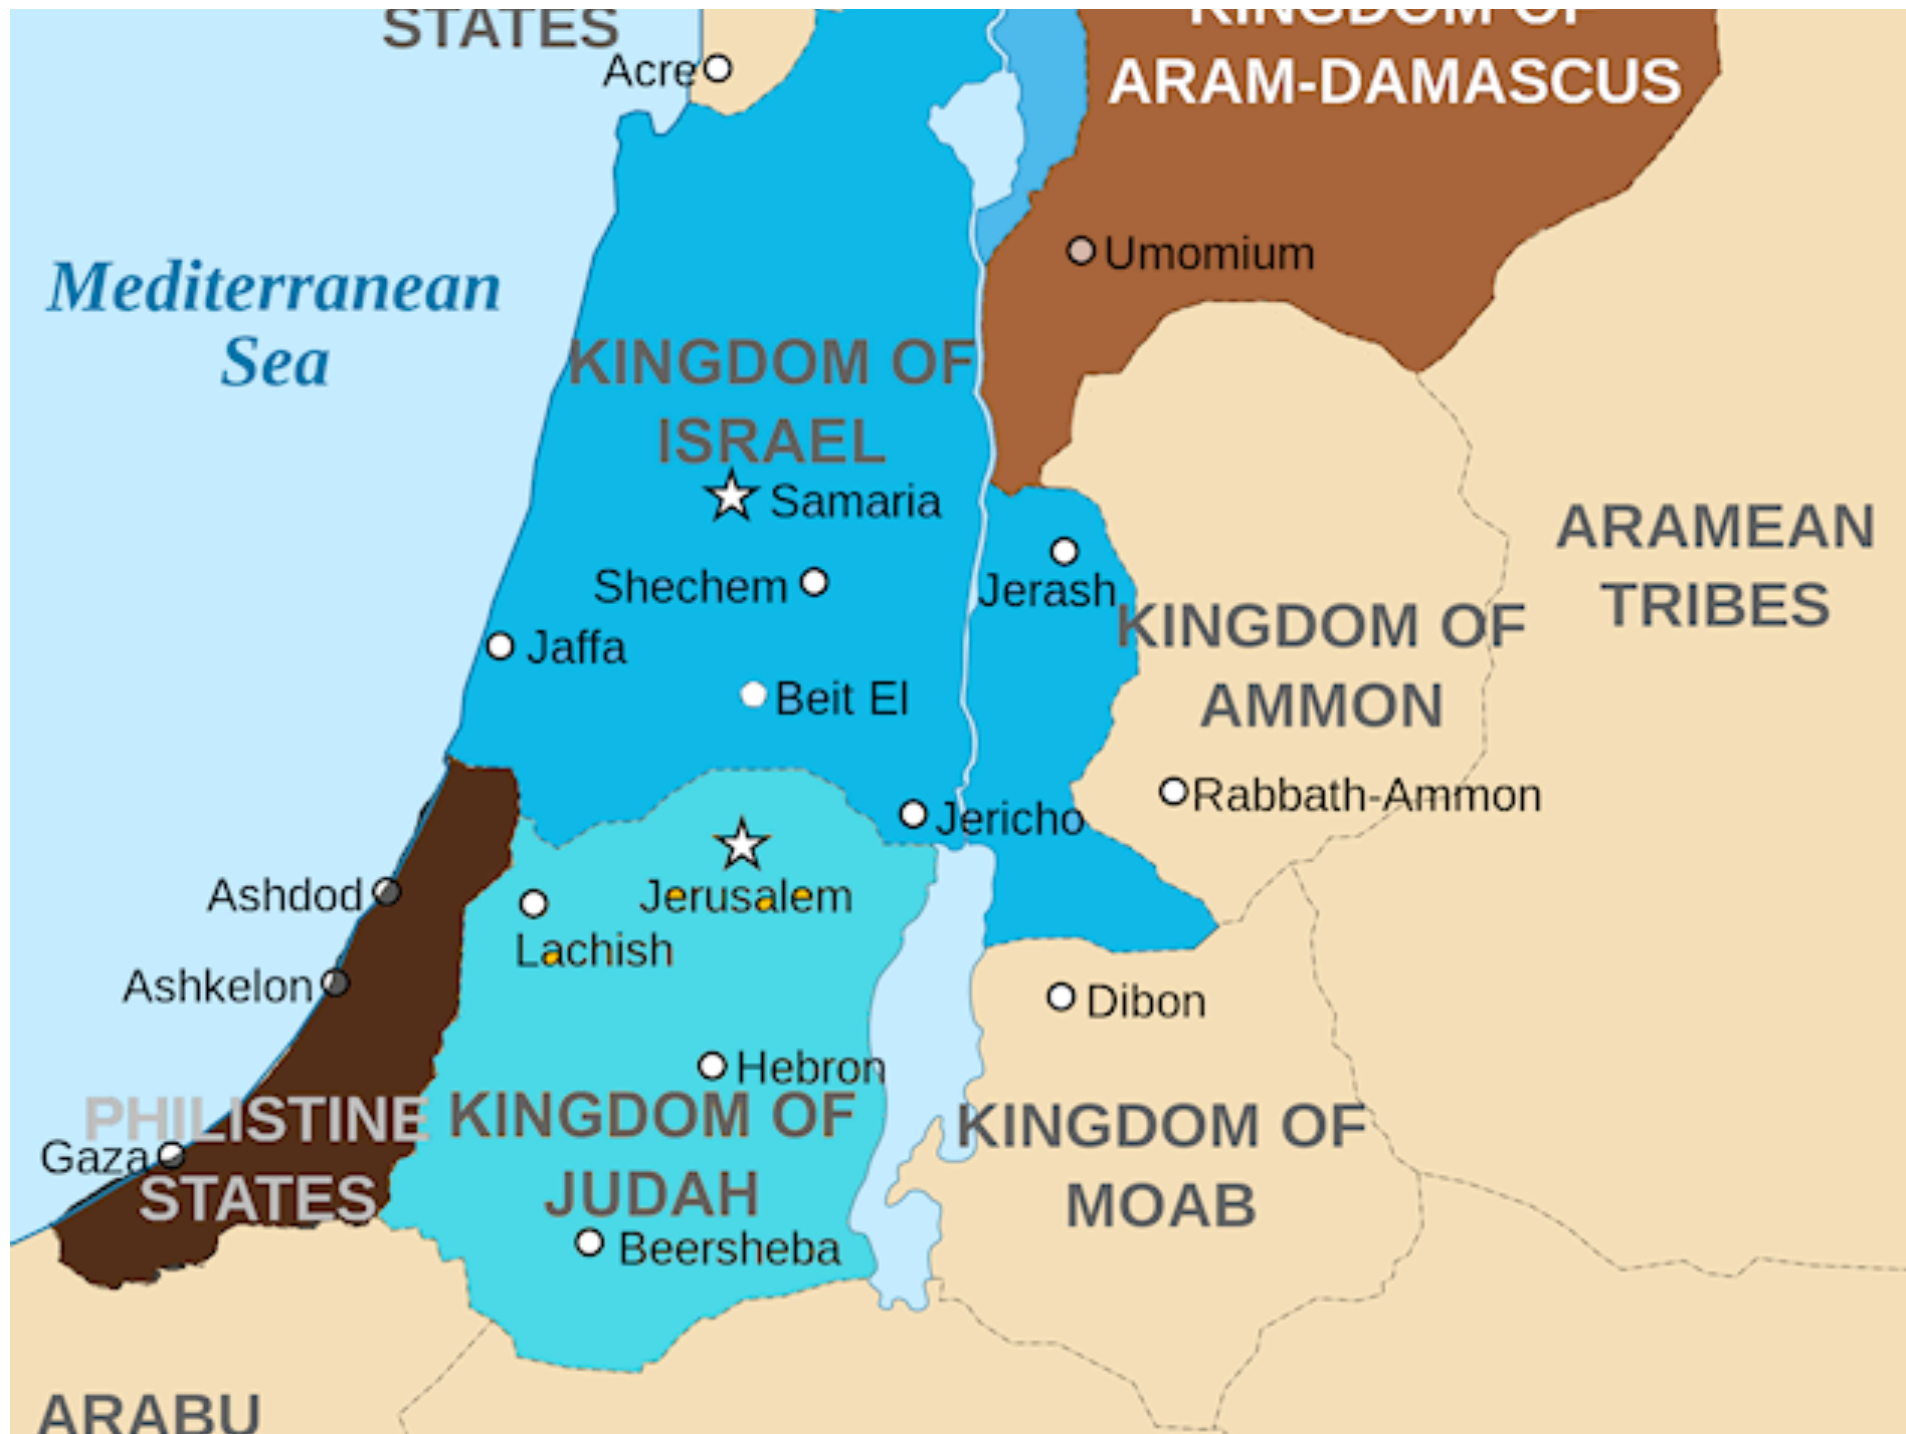 STATES
KINGDOM OF
ARAM-DAMASCUS
Acre
Umomium
Mediterranean
Sea
KINGDOM OF
ISRAEL
Samaria
ARAMEAN
TRIBES
Shechem
Jerash
Jaffa
KINGDOM OF
AMMON
Beit El
Rabbath-Ammon
Jericho
Ashdod
Jerusalem
Lachish
Ashkelon
Dibon
Hebron
PHILISTINE
STATES
Gaza
KINGDOM OF
JUDAH
KINGDOM OF
MOAB
Beersheba
ARABU